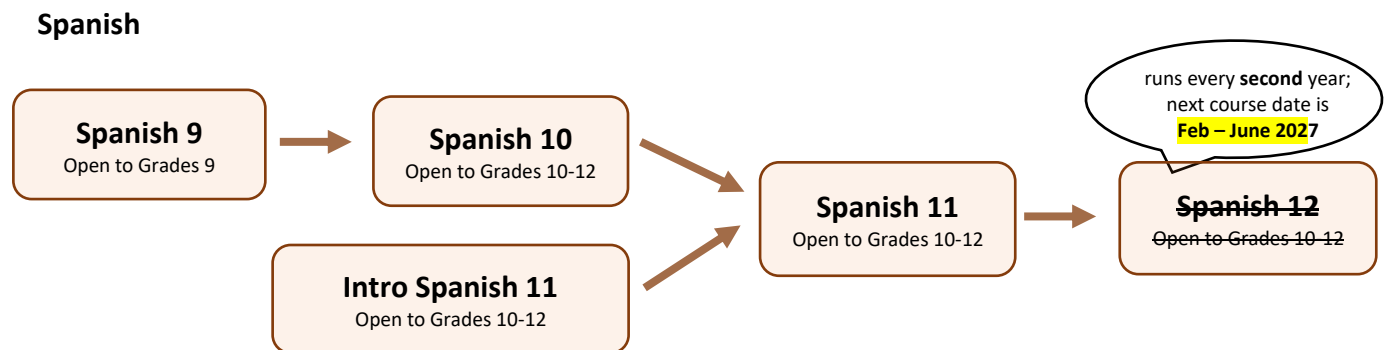 Spanish
Spanish 9
Open to Grades 9
Spanish 10
Open to Grades 10-12
Intro Spanish 11
Open to Grades 10-12
Spanish 11
Open to Grades 10-12
runs every second year;
next course date is
Feb – June 2027
Spanish 12
Open to Grades 10-12